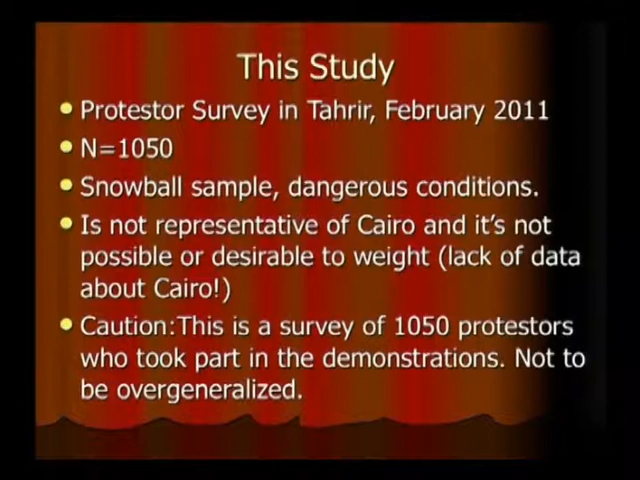 This Study
Protestor Survey in Tahrir, February 2011
N=1050
Snowball sample, dangerous conditions.
Is not representative of Cairo and it's not
possible or desirable to weight (lack of data
about Cairo!)
Caution:This is a survey of 1050 protestors
who took part in the demonstrations. Not to
be overgeneralized.